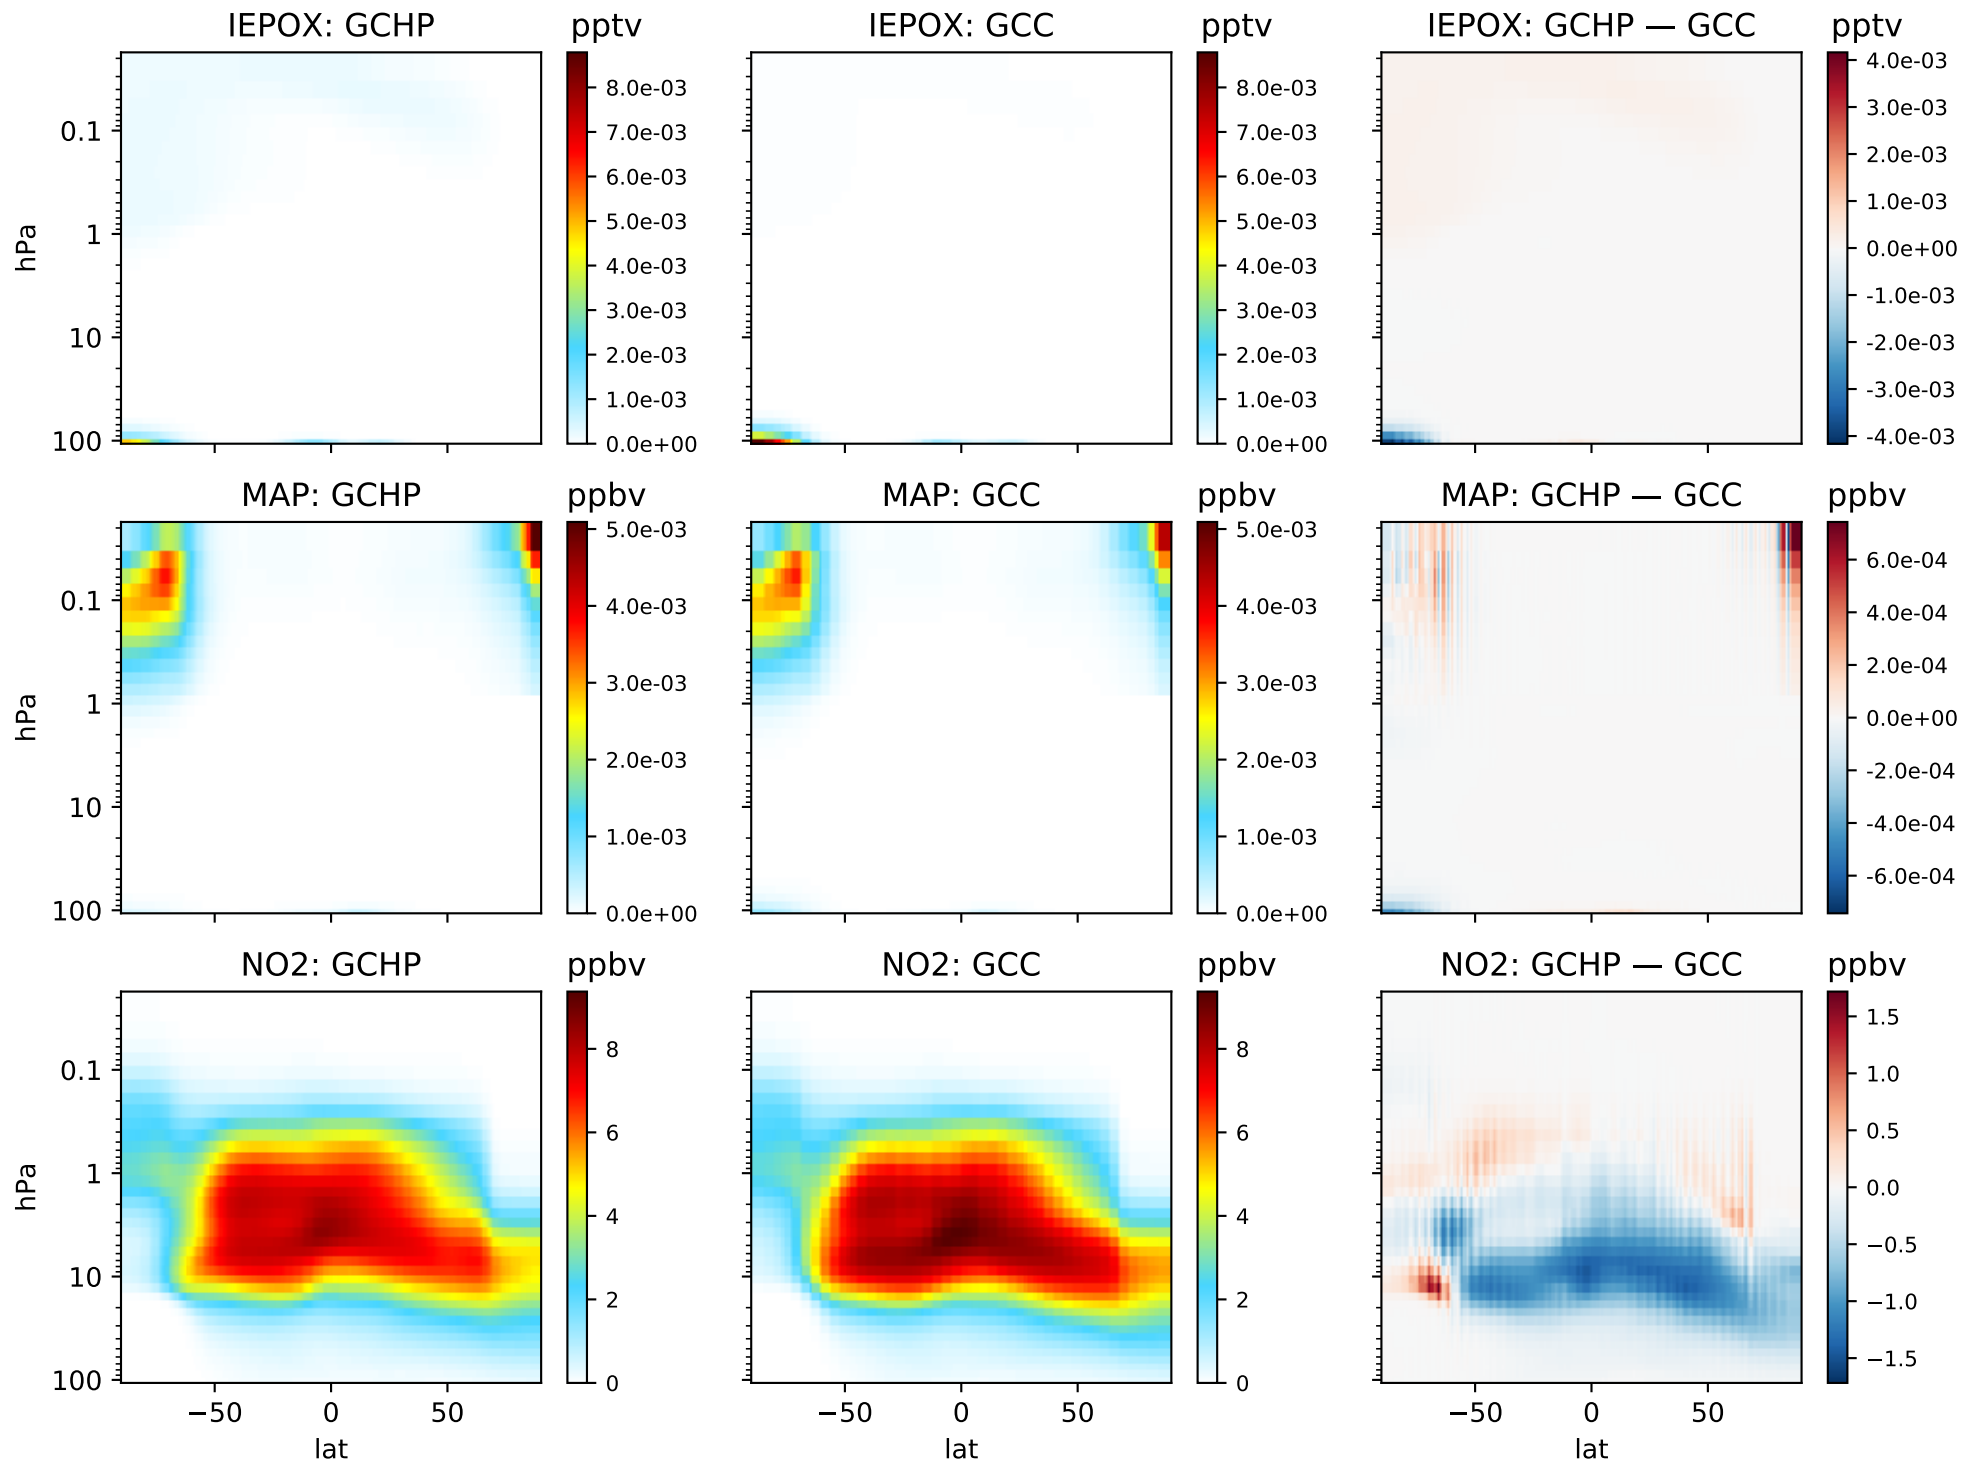 IEPOX: GCHP
pptv
IEPOX: GCC
pptv
IEPOX: GCHP — GCC
pptv
hPa
0.1
1
10
100
8.0e-03
7.0e-03
6.0e-03
5.0e-03
4.0e-03
3.0e-03
2.0e-03
1.0e-03
0.0e+00
8.0e-03
7.0e-03
6.0e-03
5.0e-03
4.0e-03
3.0e-03
2.0e-03
1.0e-03
0.0e+00
4.0e-03
3.0e-03
2.0e-03
1.0e-03
0.0e+00
-1.0e-03
-2.0e-03
-3.0e-03
-4.0e-03
MAP: GCHP
ppbv
MAP: GCC
ppbv
MAP: GCHP — GCC
ppbv
hPa
0.1
1
10
100
5.0e-03
4.0e-03
3.0e-03
2.0e-03
1.0e-03
0.0e+00
5.0e-03
4.0e-03
3.0e-03
2.0e-03
1.0e-03
0.0e+00
6.0e-04
4.0e-04
2.0e-04
0.0e+00
-2.0e-04
-4.0e-04
-6.0e-04
NO2: GCHP
ppbv
NO2: GCC
ppbv
NO2: GCHP — GCC
ppbv
hPa
0.1
1
10
100
8
6
4
2
0
8
6
4
2
0
1.5
1.0
0.5
0.0
−0.5
−1.0
−1.5
−50
0
50
−50
0
50
−50
0
50
lat
lat
lat